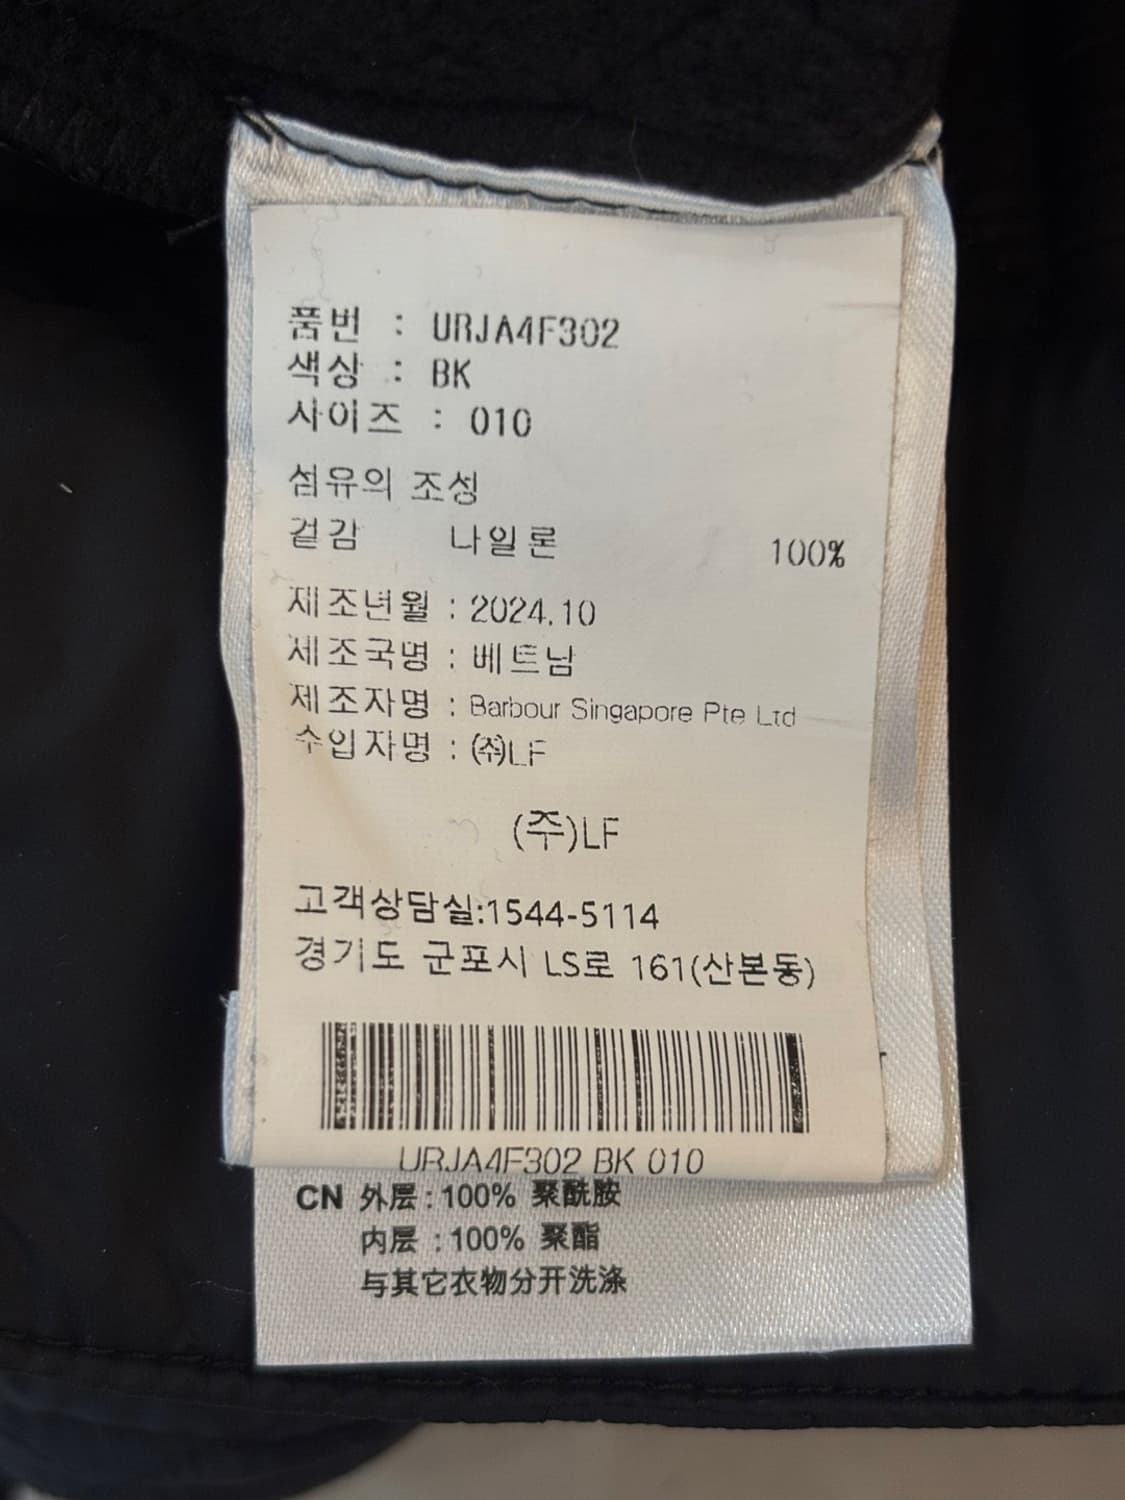 품번 : URJA4F302
색상 : BK
사이즈 : 010
섬유의 조성
겉감 나일론 100%
제조년월 : 2024.10
제조국명 : 베트남
제조자명 : Barbour Singapore Pte Ltd
수입자명 : ㈜LF
(주)LF
고객상담실:1544-5114
경기도 군포시 LS로 161(산본동)
URJA4F302 BK 010
CN 外层 : 100% 聚酰胺
内层 : 100% 聚酯
与其它衣物分开洗涤